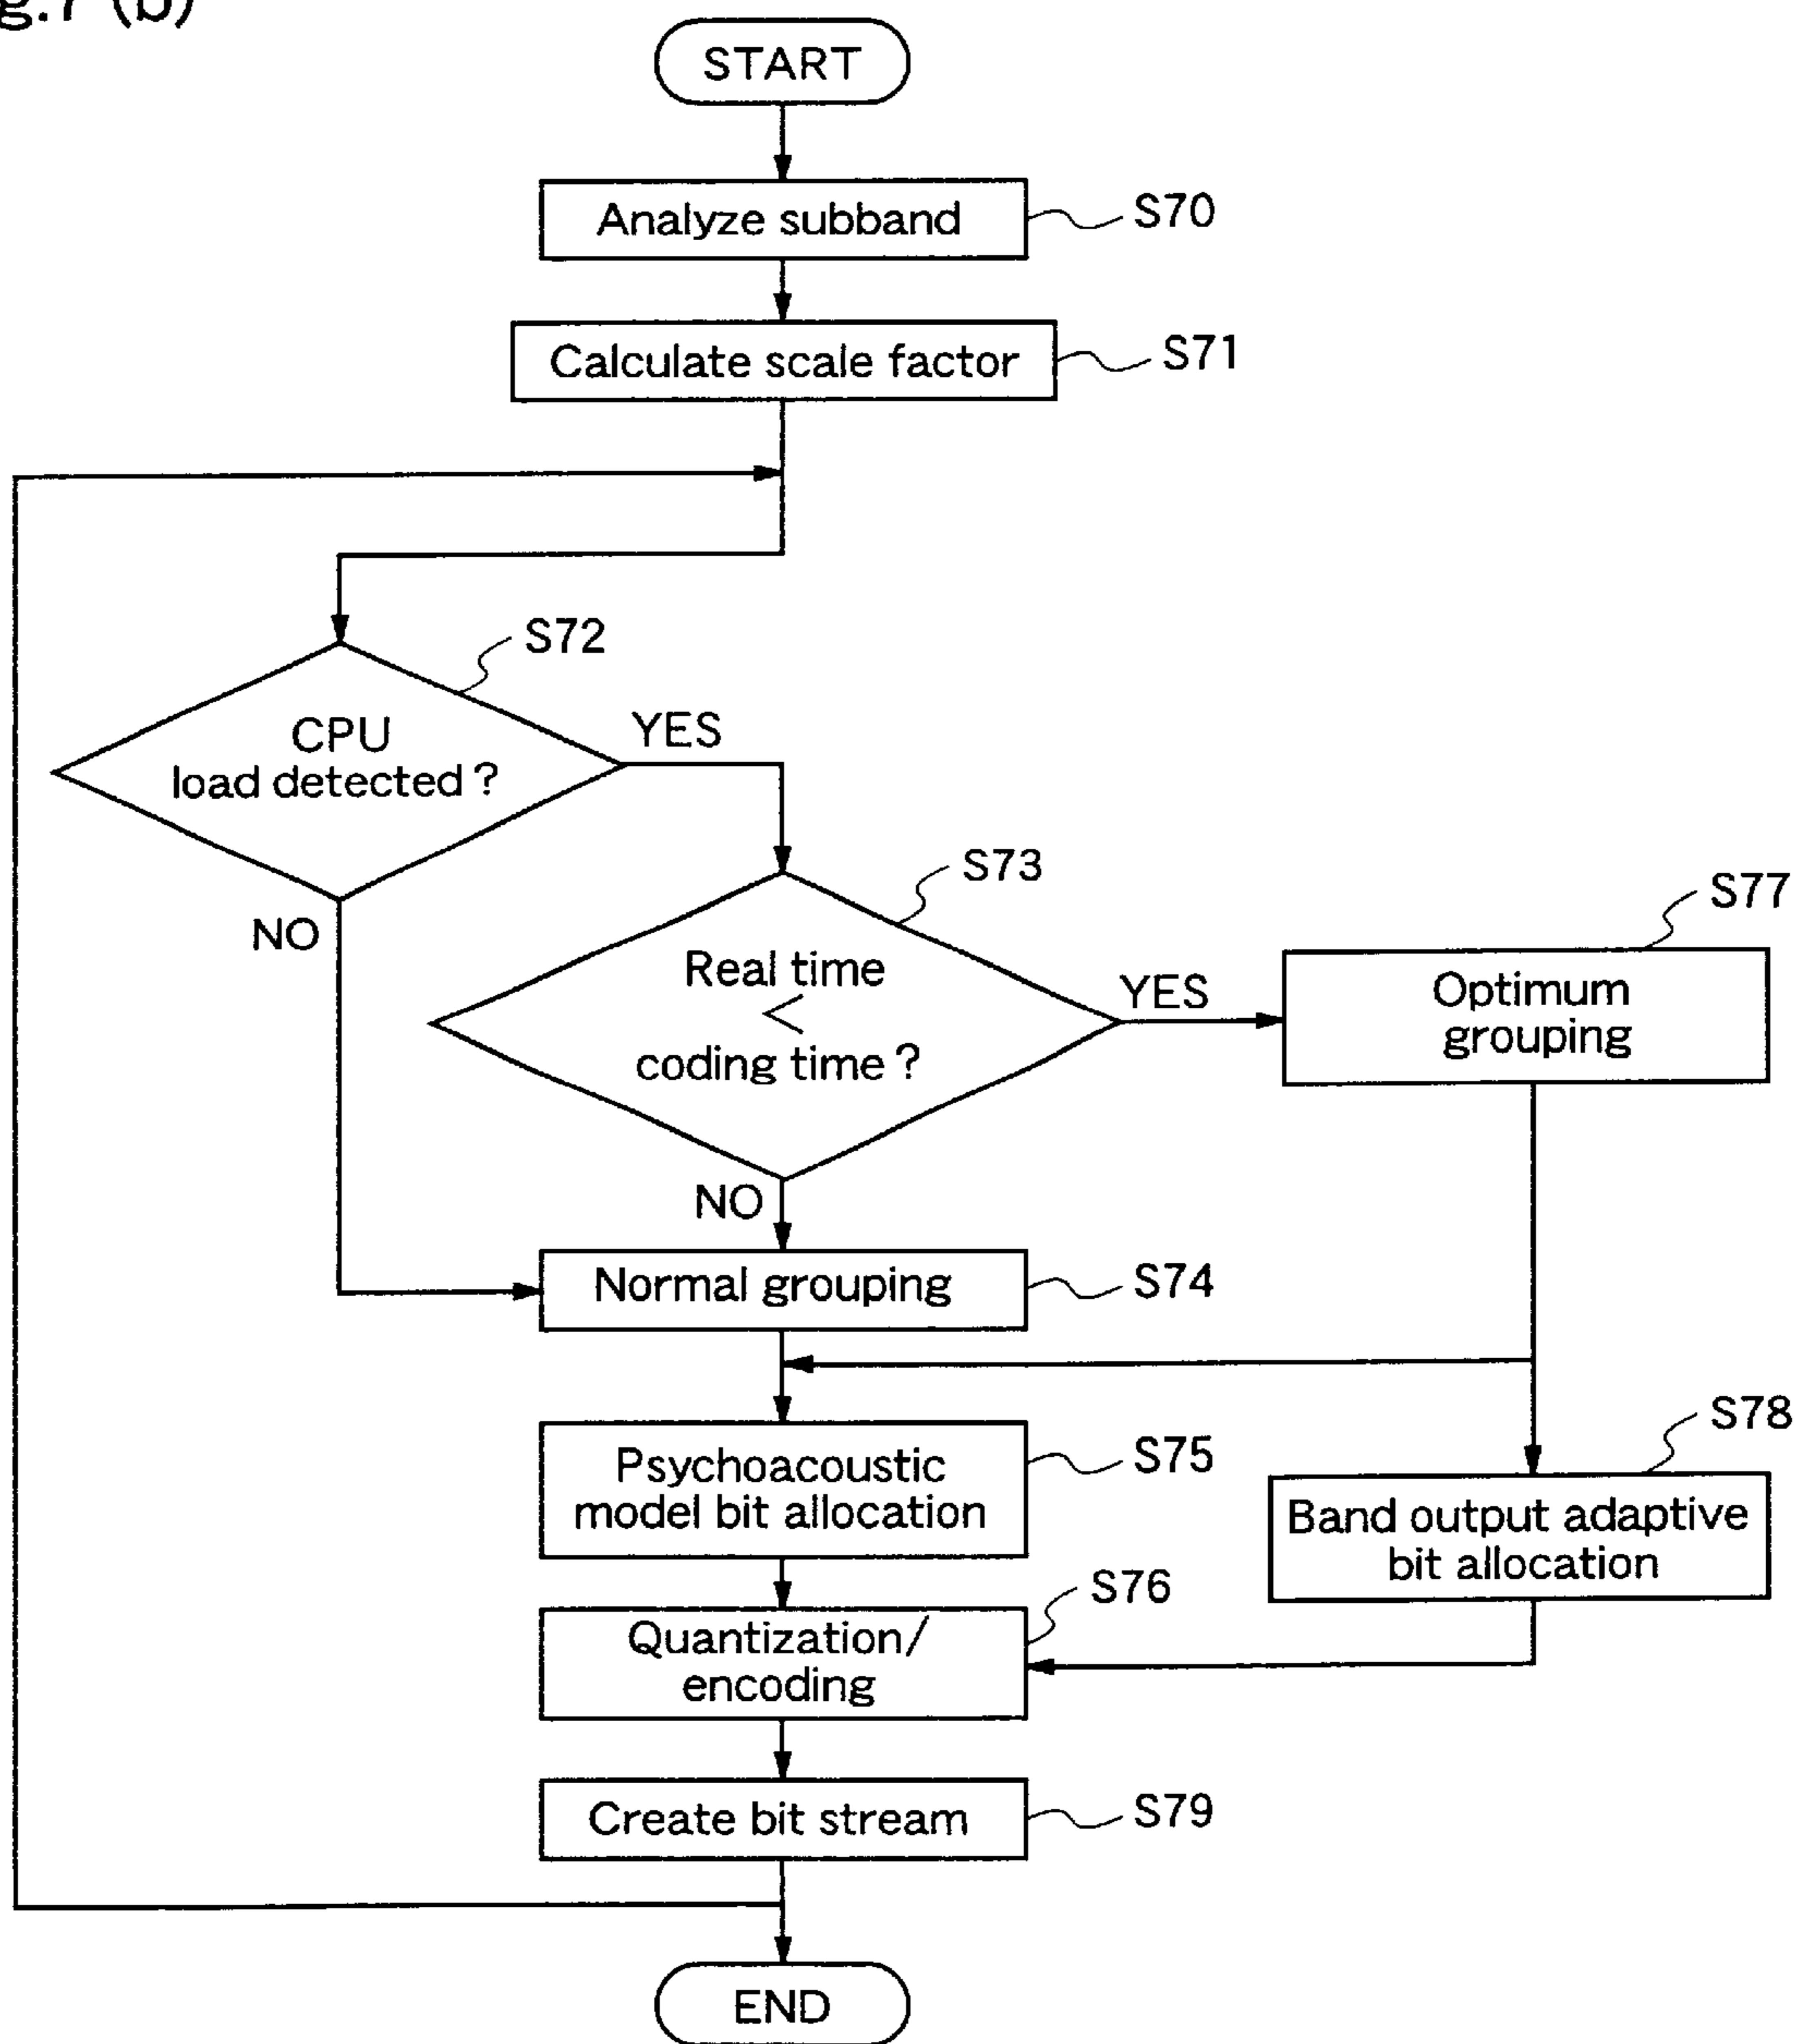 g.7 (b)
START
Analyze subband
S70
Calculate scale factor
S71
S72
CPU
load detected ?
YES
NO
S73
Real time
<
coding time ?
YES
NO
S77
Optimum
grouping
Normal grouping
S74
Psychoacoustic
model bit allocation
S75
S78
Band output adaptive
bit allocation
S76
Quantization/
encoding
Create bit stream
S79
END